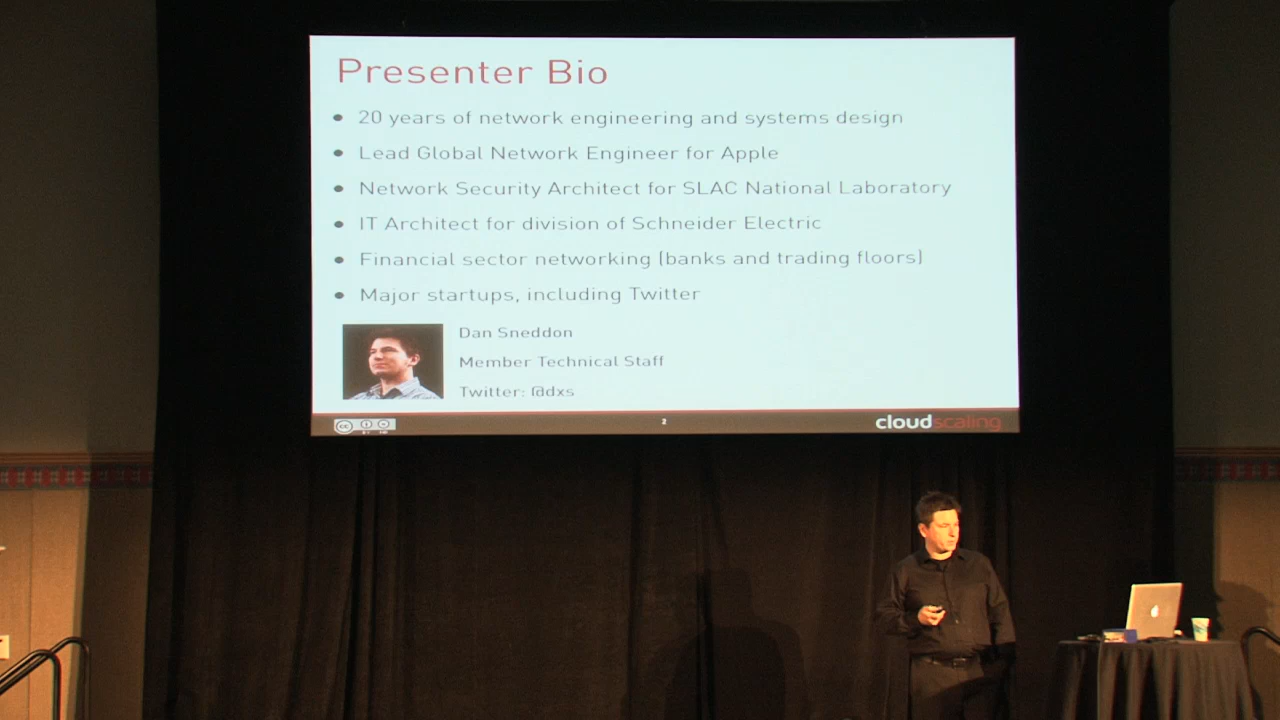 Presenter Bio
• 20 years of network engineering and systems design
• Lead Global Network Engineer for Apple
• Network Security Architect for SLAC National Laboratory
• IT Architect for division of Schneider Electric
• Financial sector networking (banks and trading floors)
• Major startups, including Twitter
Dan Sneddon
Member Technical Staff
Twitter: @dxs
cc
2
cloudscaling